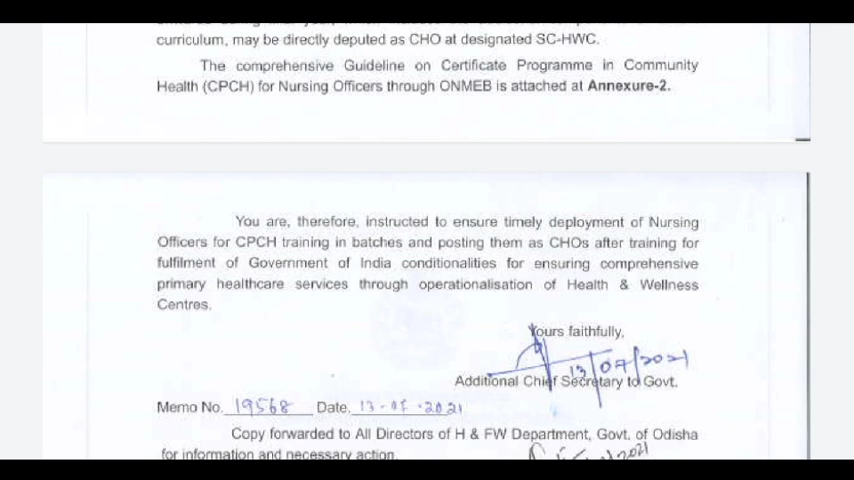 curriculum, may be directly deputed as CHO at designated SC-HWC.
The comprehensive Guideline on Certificate Programme in Community
Health (CPCH) for Nursing Officers through ONMEB is attached at Annexure-2.
You are, therefore, instructed to ensure timely deployment of Nursing
Officers for CPCH training in batches and posting them as CHOs after training for
fulfilment of Government of India conditionalities for ensuring comprehensive
primary healthcare services through operationalisation of Health & Wellness
Centres.
Yours faithfully,
13/07/2021
Additional Chief Secretary to Govt.
Memo No. 19568 Date. 13-07-2021
Copy forwarded to All Directors of H & FW Department, Govt. of Odisha
for information and necessary action.